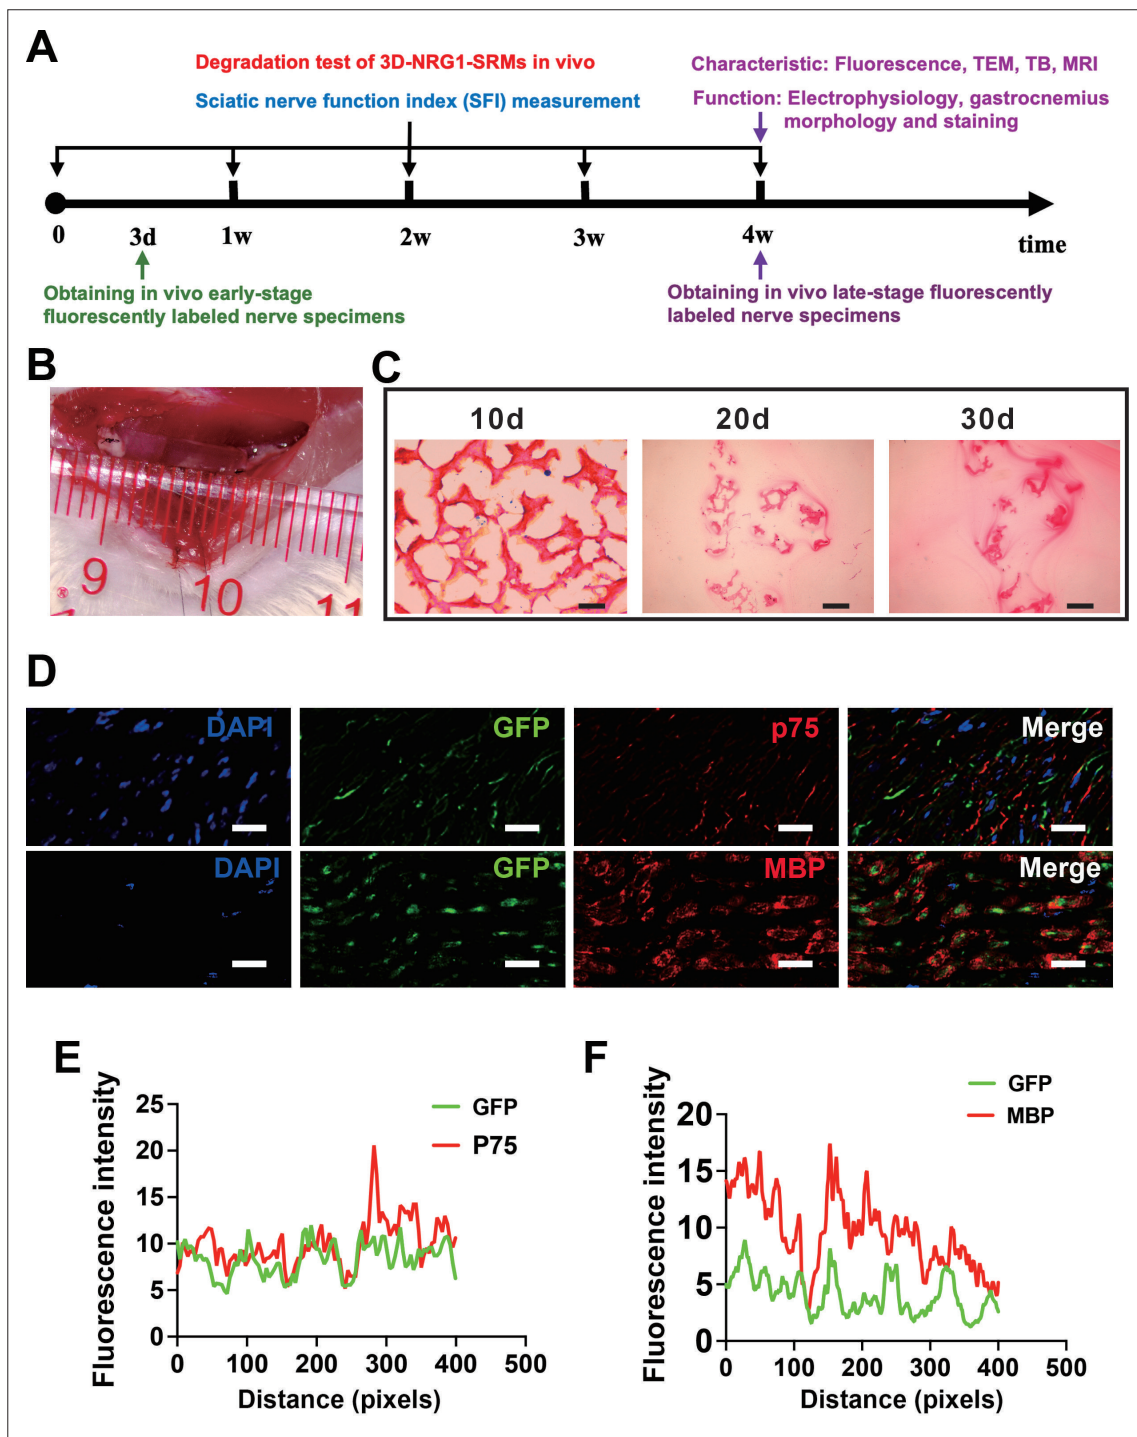 A
Degradation test of 3D-NRG1-SRMs in vivo
Sciatic nerve function index (SFI) measurement
Characteristic: Fluorescence, TEM, TB, MRI
Function: Electrophysiology, gastrocnemius
morphology and staining
0 3d 1w 2w 3w 4w time
Obtaining in vivo early-stage
fluorescently labeled nerve specimens
Obtaining in vivo late-stage fluorescently
labeled nerve specimens
B
9 10 11
®
C
10d 20d 30d
D
DAPI GFP p75 Merge
DAPI GFP MBP Merge
E
Fluorescence intensity
25
20
15
10
5
0
0 100 200 300 400 500
Distance (pixels)
GFP
P75
F
Fluorescence intensity
20
15
10
5
0
0 100 200 300 400 500
Distance (pixels)
GFP
MBP